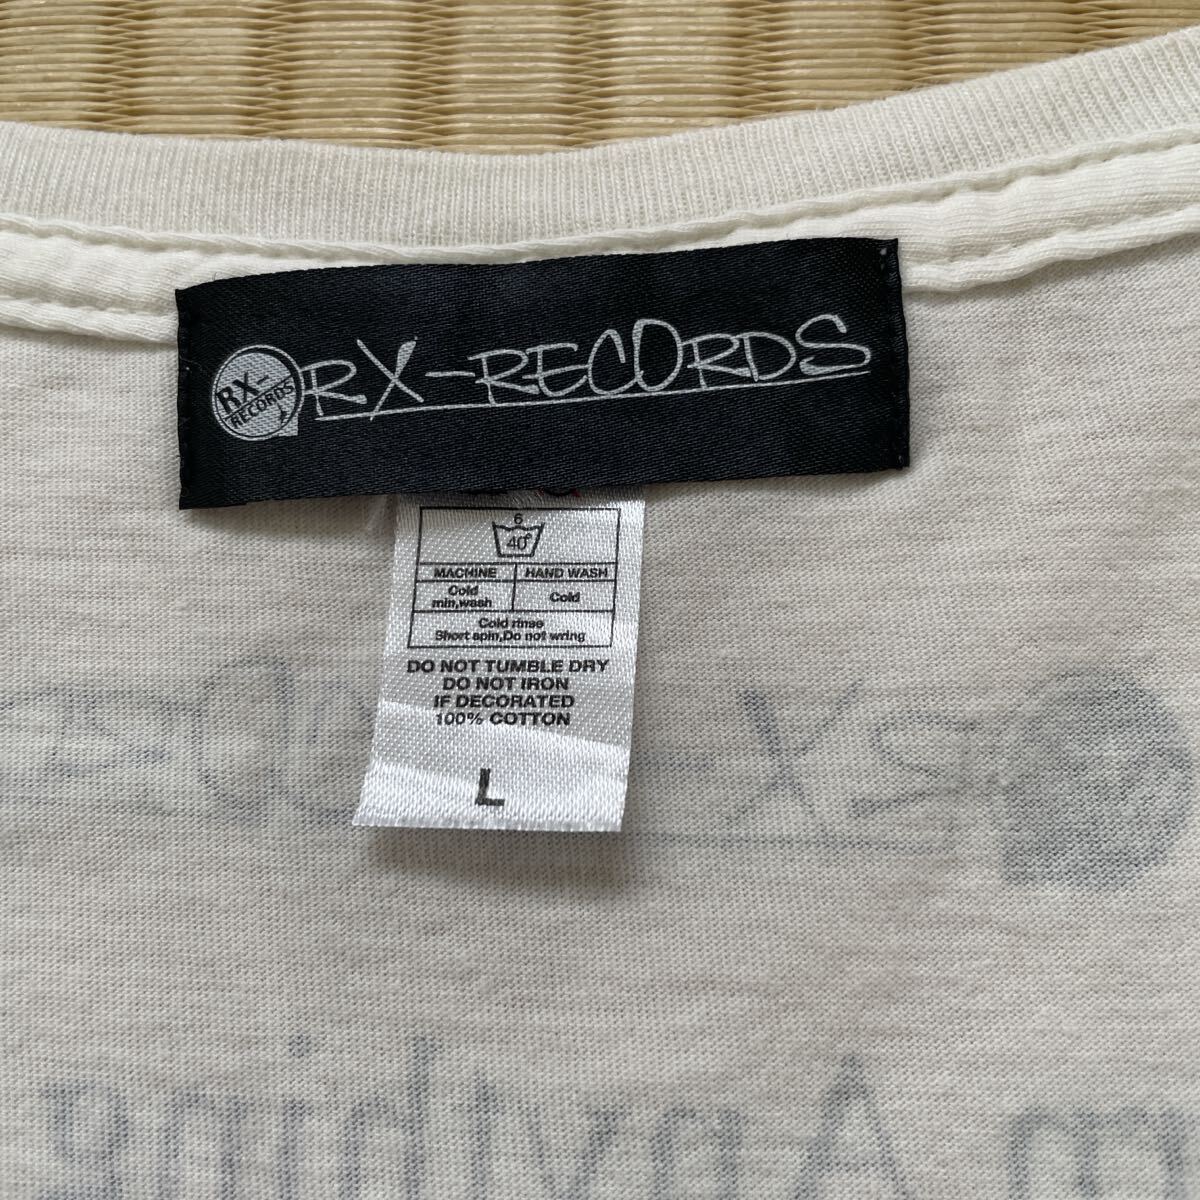 RX-
RECORDS
RX-RECORDS
6
40°
MACHINE HAND WASH
Cold
min,wash
Cold
Cold rinse
Short spin,Do not wring
DO NOT TUMBLE DRY
DO NOT IRON
IF DECORATED
100% COTTON
L
Anything